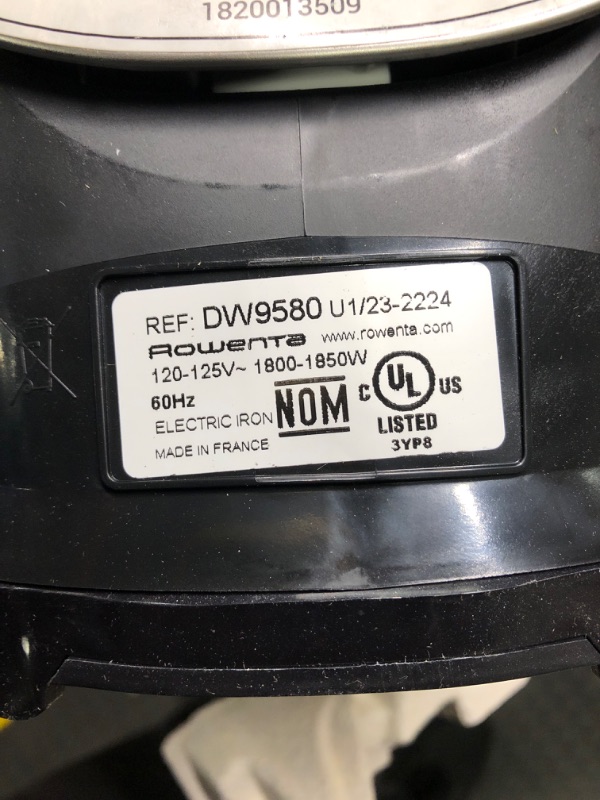 1820013509
REF: DW9580 U1/23-2224
Rowenta www.rowenta.com
120-125V~ 1800-1850W
60Hz
ELECTRIC IRON
MADE IN FRANCE
NOM
C UL US
LISTED
3YP8